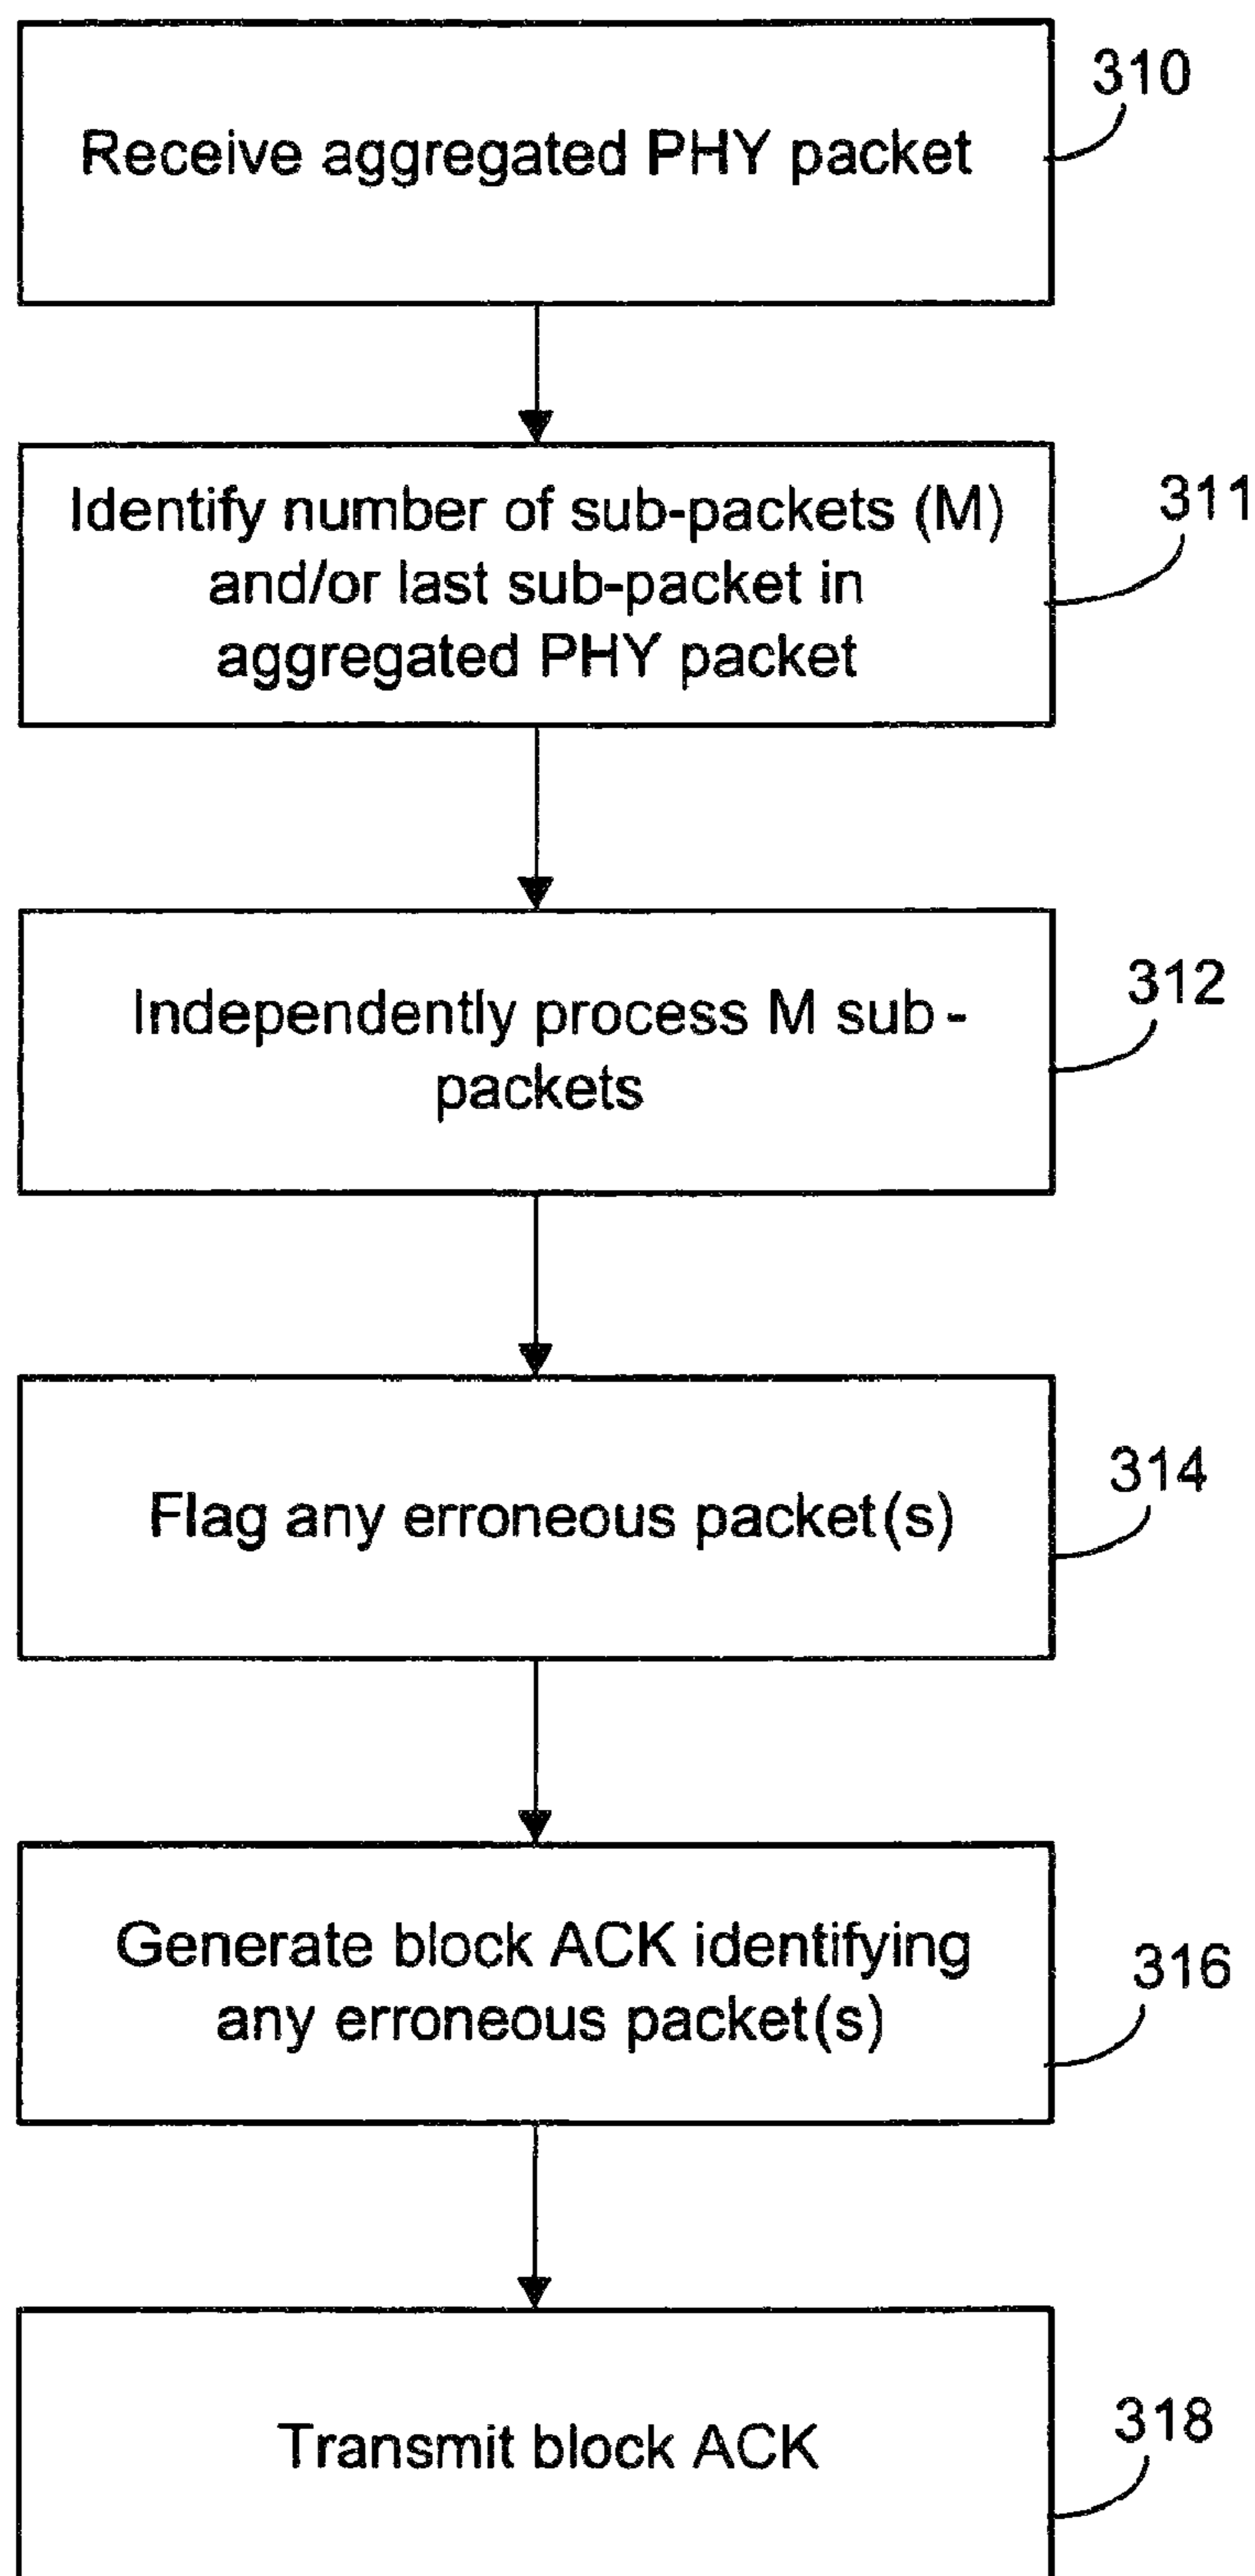 Receive aggregated PHY packet
310
Identify number of sub-packets (M)
and/or last sub-packet in
aggregated PHY packet
311
Independently process M sub-
packets
312
Flag any erroneous packet(s)
314
Generate block ACK identifying
any erroneous packet(s)
316
Transmit block ACK
318